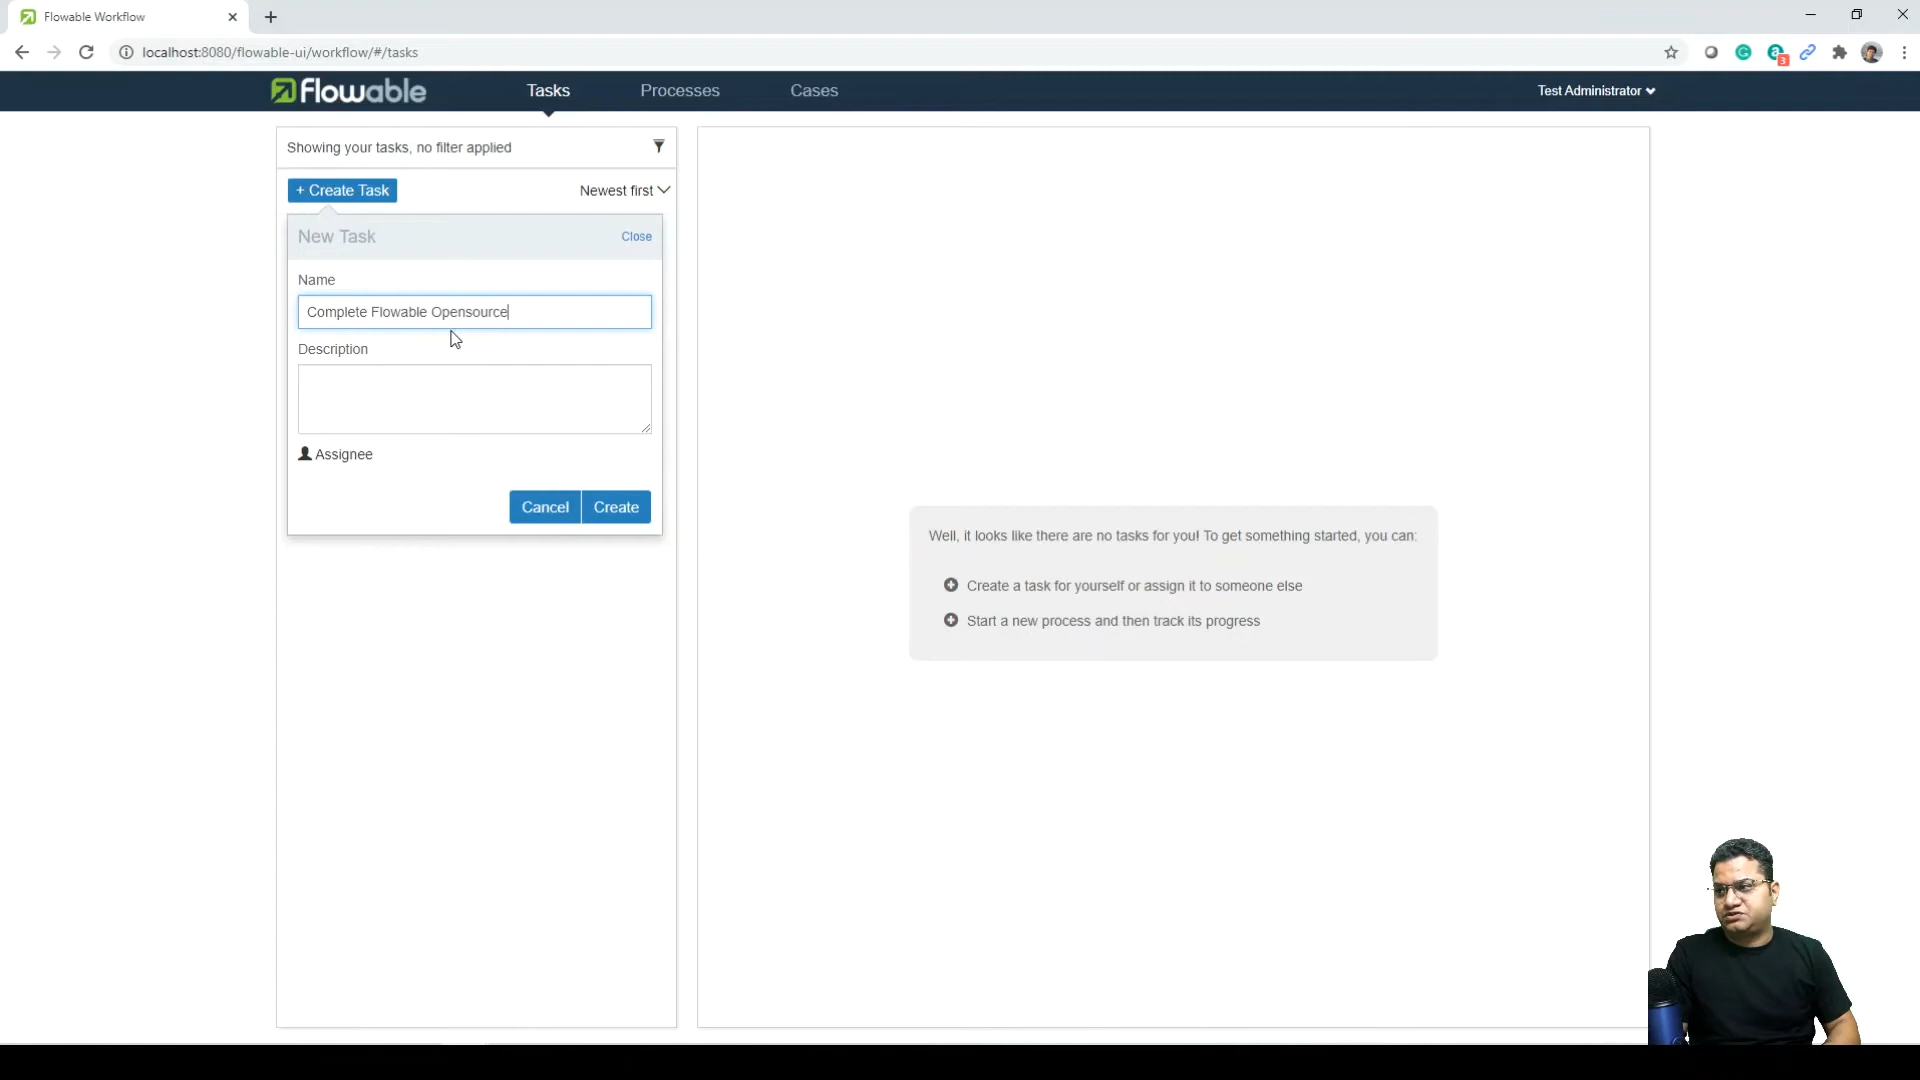 Flowable Workflow
localhost:8080/flowable-ui/workflow/#/tasks
3
flowable
Tasks
Processes
Cases
Test Administrator
Showing your tasks, no filter applied
+ Create Task
Newest first
New Task
Close
Name
Complete Flowable Opensource
Description
Assignee
Cancel
Create
Well, it looks like there are no tasks for you! To get something started, you can:
Create a task for yourself or assign it to someone else
Start a new process and then track its progress